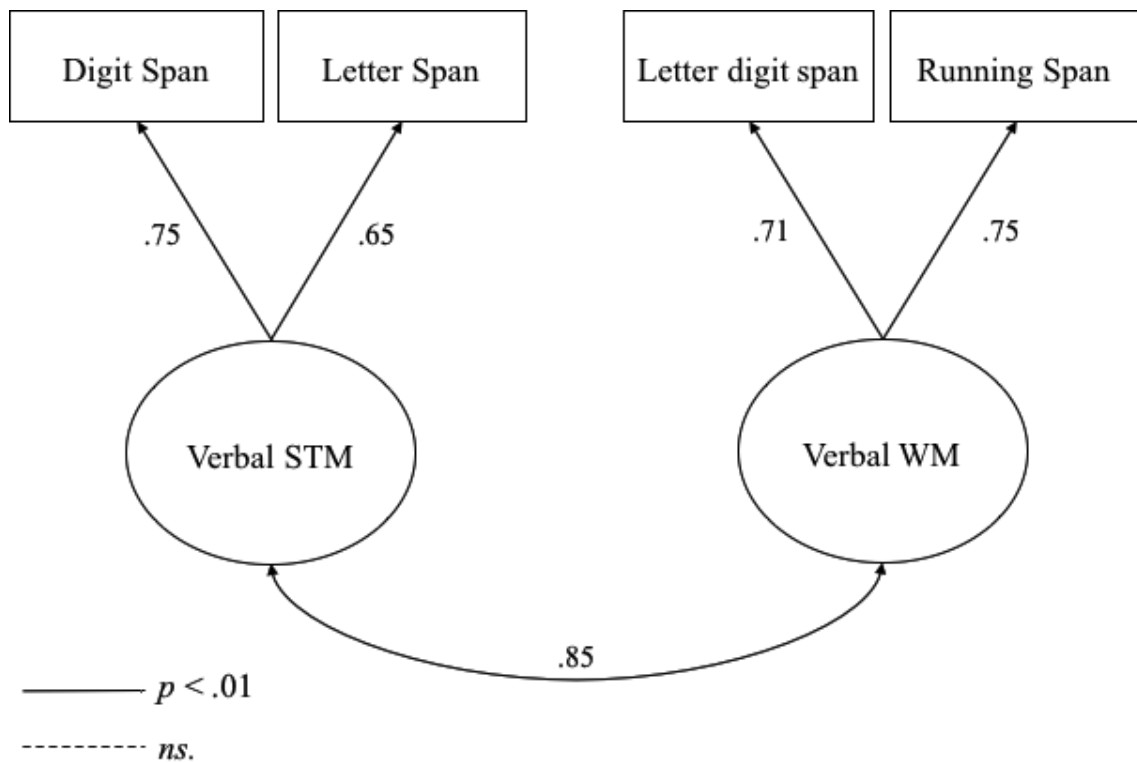 Digit Span
Letter Span
Letter digit span
Running Span
.75
.65
.71
.75
Verbal STM
Verbal WM
.85
p < .01
ns.